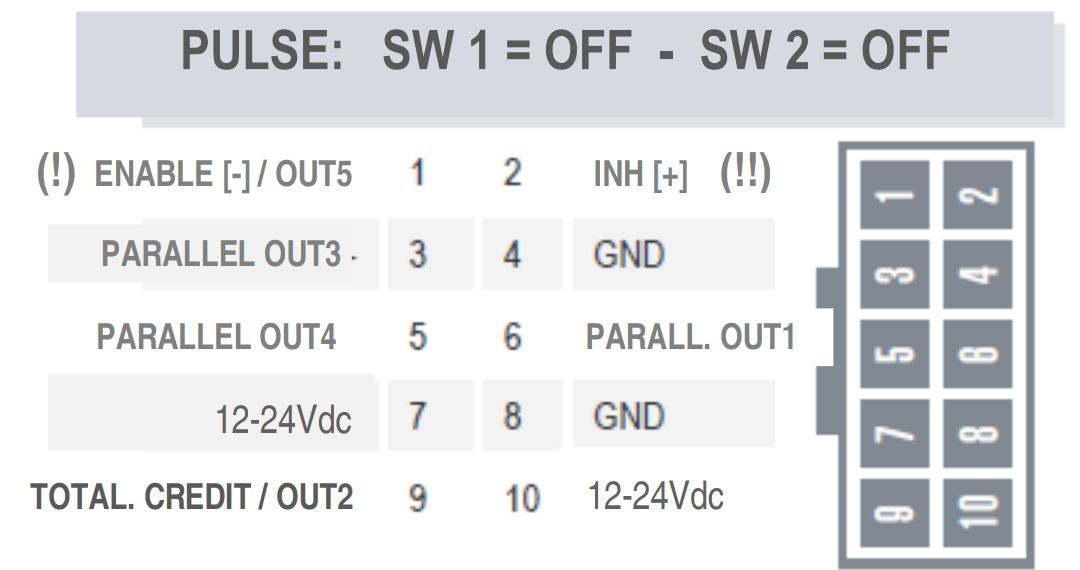 PULSE: SW 1 = OFF - SW 2 = OFF
(!) ENABLE [-] / OUT5 1 2 INH [+] (!!)
PARALLEL OUT3 . 3 4 GND
PARALLEL OUT4 5 6 PARALL. OUT1
12-24Vdc 7 8 GND
TOTAL. CREDIT / OUT2 9 10 12-24Vdc
1 2
3 4
5 6
7 8
9 10